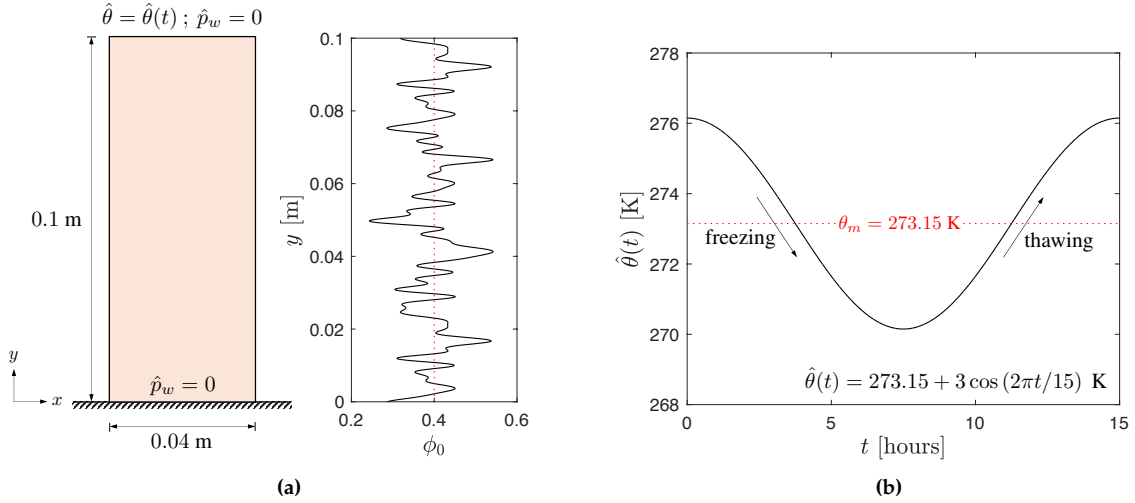 θ̂ = θ̂(t) ; p̂_w = 0
0.1 m
p̂_w = 0
y
x
0.04 m
0.1
0.08
0.06
0.04
0.02
0
y [m]
0.2 0.4 0.6
ϕ₀
(a)
278
276
274
272
270
268
θ̂(t) [K]
θ_m = 273.15 K
freezing
thawing
θ̂(t) = 273.15 + 3 cos (2πt/15) K
0 5 10 15
t [hours]
(b)